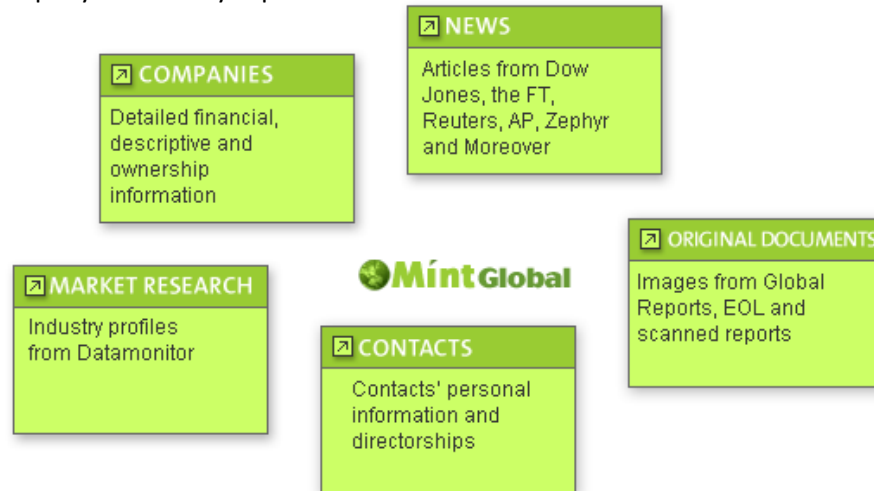 NEWS
Articles from Dow
Jones, the FT,
Reuters, AP, Zephyr
and Moreover
COMPANIES
Detailed financial,
descriptive and
ownership
information
ORIGINAL DOCUMENTS
Images from Global
Reports, EOL and
scanned reports
Mint Global
MARKET RESEARCH
Industry profiles
from Datamonitor
CONTACTS
Contacts' personal
information and
directorships